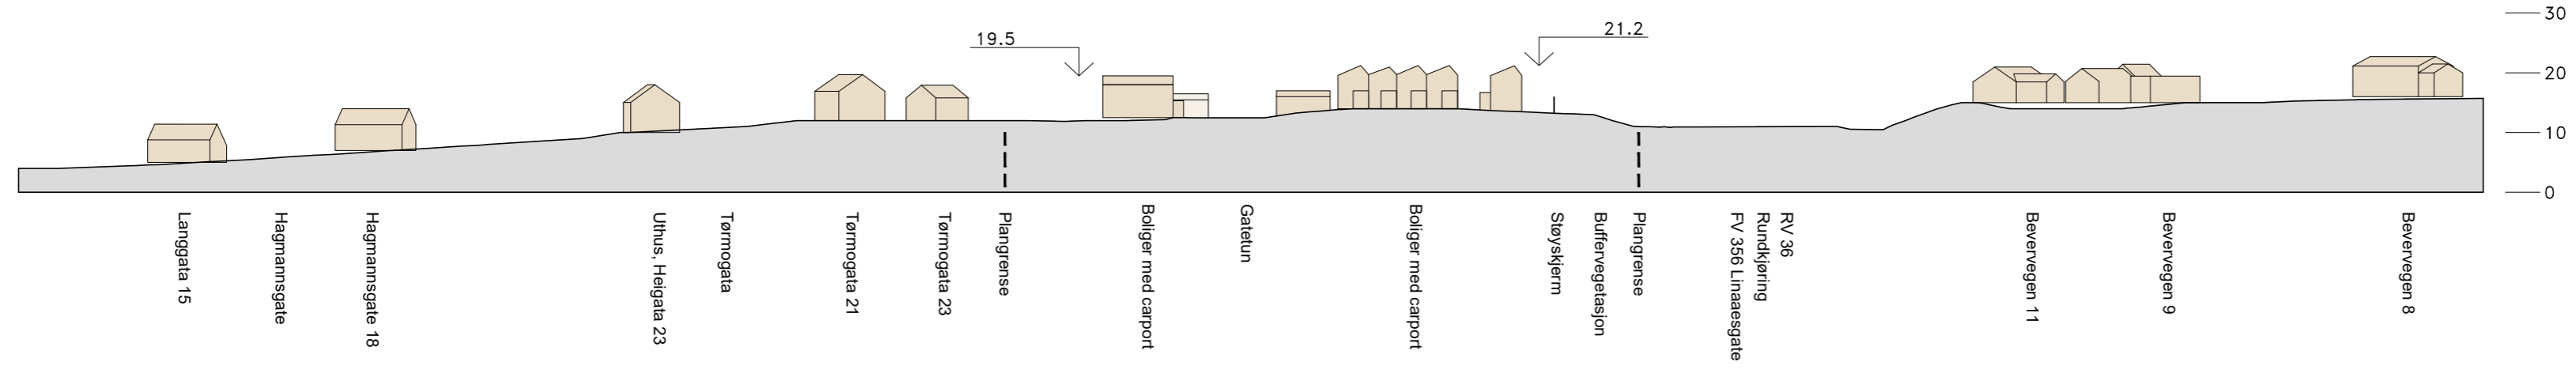 30
21.2
19.5
20
10
0
Langgata 15
Hagmannsgate
Hagmannsgate 18
Uthus, Heigata 23
Tørmogata
Tørmogata 21
Tørmogata 23
Plangrense
Boliger med carport
Gatetun
Boliger med carport
Støyskjerm
Buffervegetasjon
Plangrense
RV 36
Rundkjøring
FV 356 Linaaesgate
Bevervegen 11
Bevervegen 9
Bevervegen 8